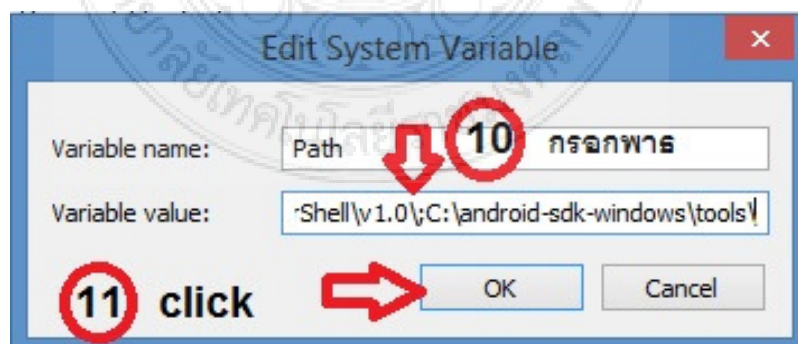 Edit System Variable
Variable name: Path 10 กรอกพาธ
Variable value: rShell\v1.0\;C:\android-sdk-windows\tools\
11 click OK Cancel